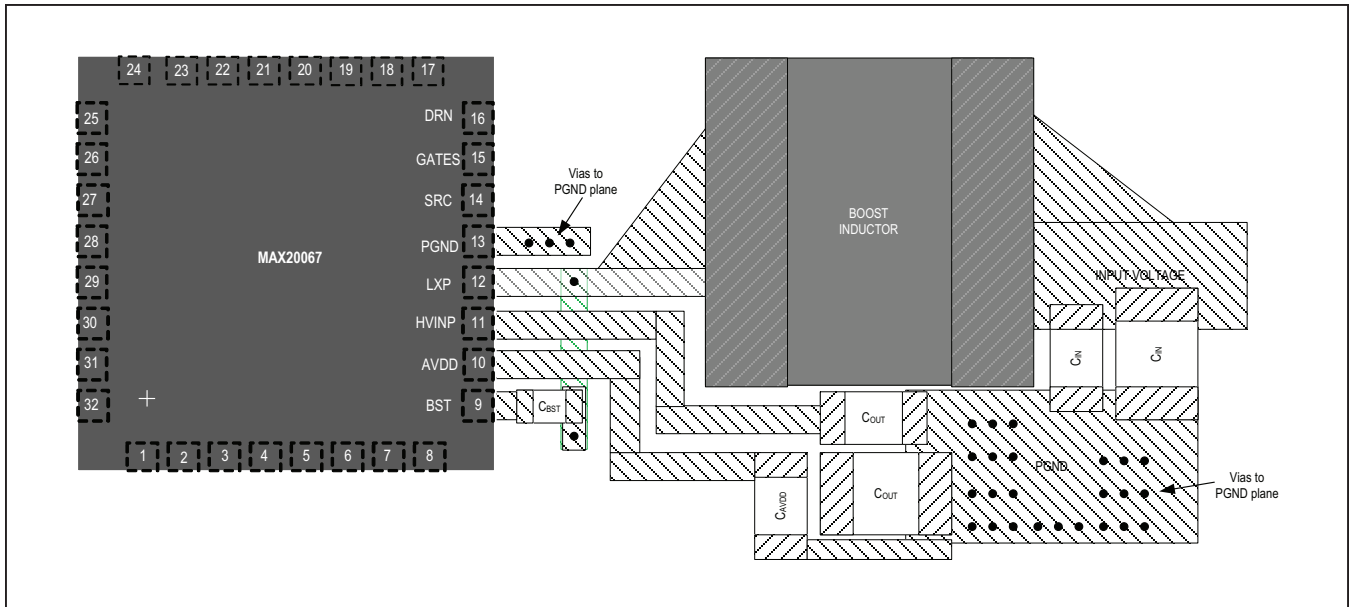 24 23 22 21 20 19 18 17
25
26
27
28
29
30
31
32
DRN 16
GATES 15
SRC 14
PGND 13
LXP 12
HVINP 11
AVDD 10
BST 9
MAX20067
1 2 3 4 5 6 7 8
Vias to
PGND plane
BOOST
INDUCTOR
INPUT VOLTAGE
CIN
CIN
CBST
COUT
COUT
CAVDD
PGND
Vias to
PGND plane